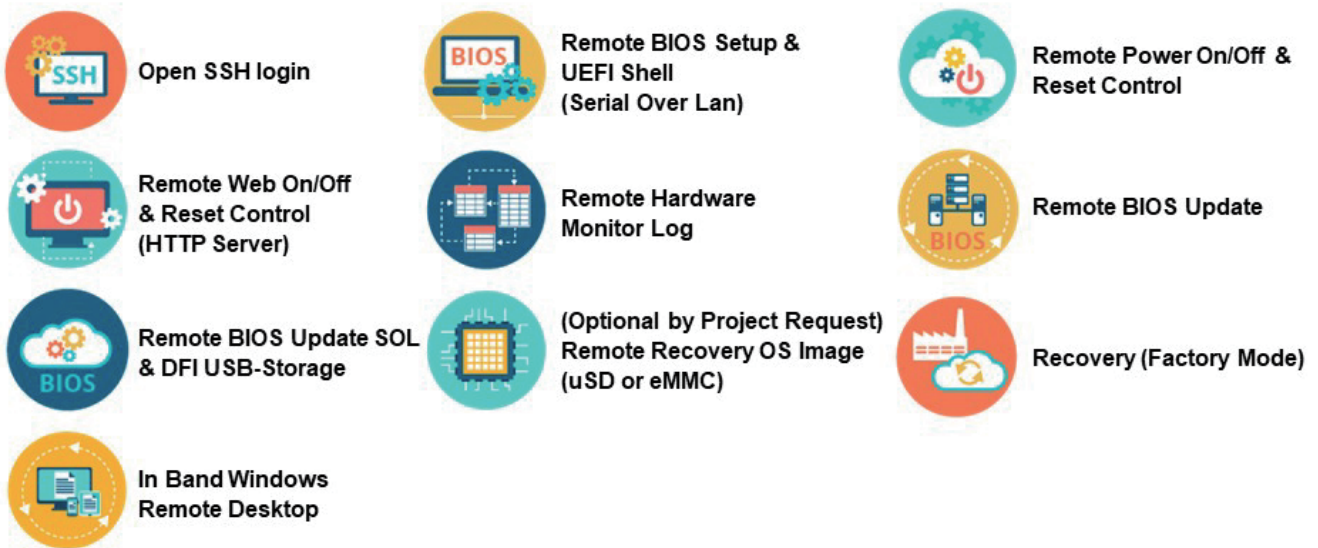 SSH
Open SSH login
BIOS
Remote BIOS Setup &
UEFI Shell
(Serial Over Lan)
Remote Power On/Off &
Reset Control
Remote Web On/Off
& Reset Control
(HTTP Server)
Remote Hardware
Monitor Log
BIOS
Remote BIOS Update
BIOS
Remote BIOS Update SOL
& DFI USB-Storage
(Optional by Project Request)
Remote Recovery OS Image
(uSD or eMMC)
Recovery (Factory Mode)
In Band Windows
Remote Desktop